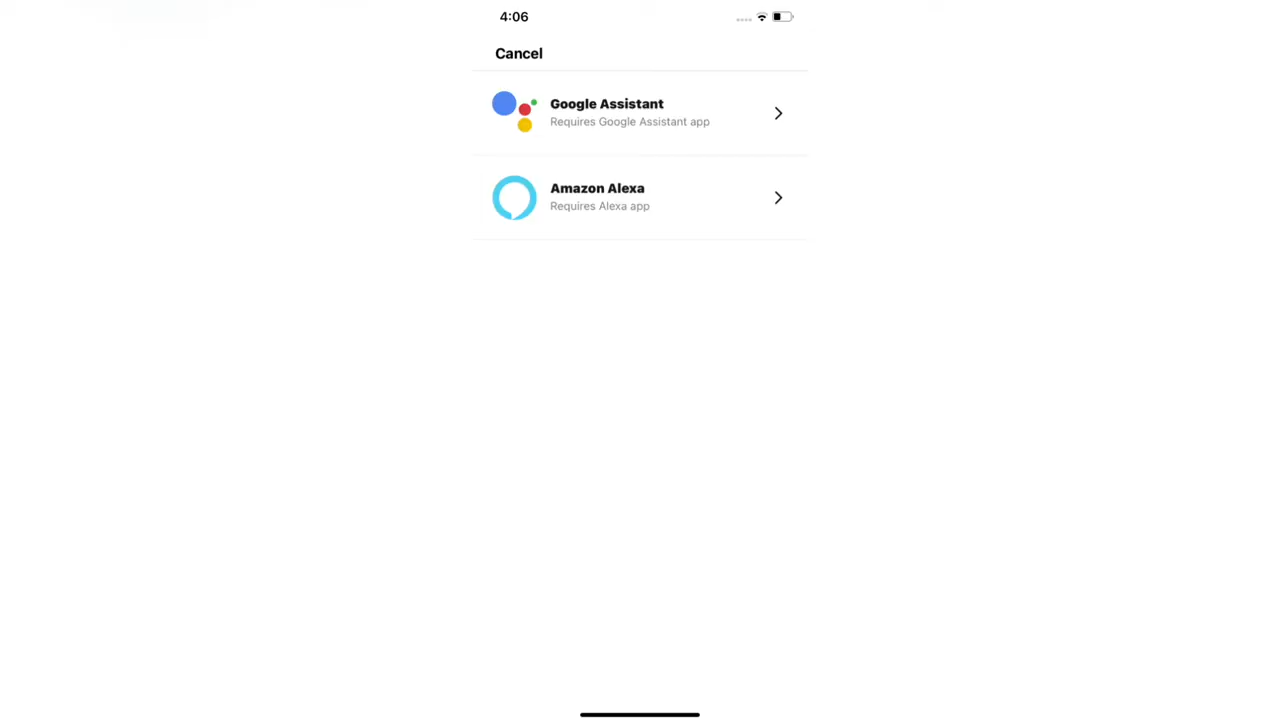 4:06
Cancel
Google Assistant
Requires Google Assistant app
Amazon Alexa
Requires Alexa app